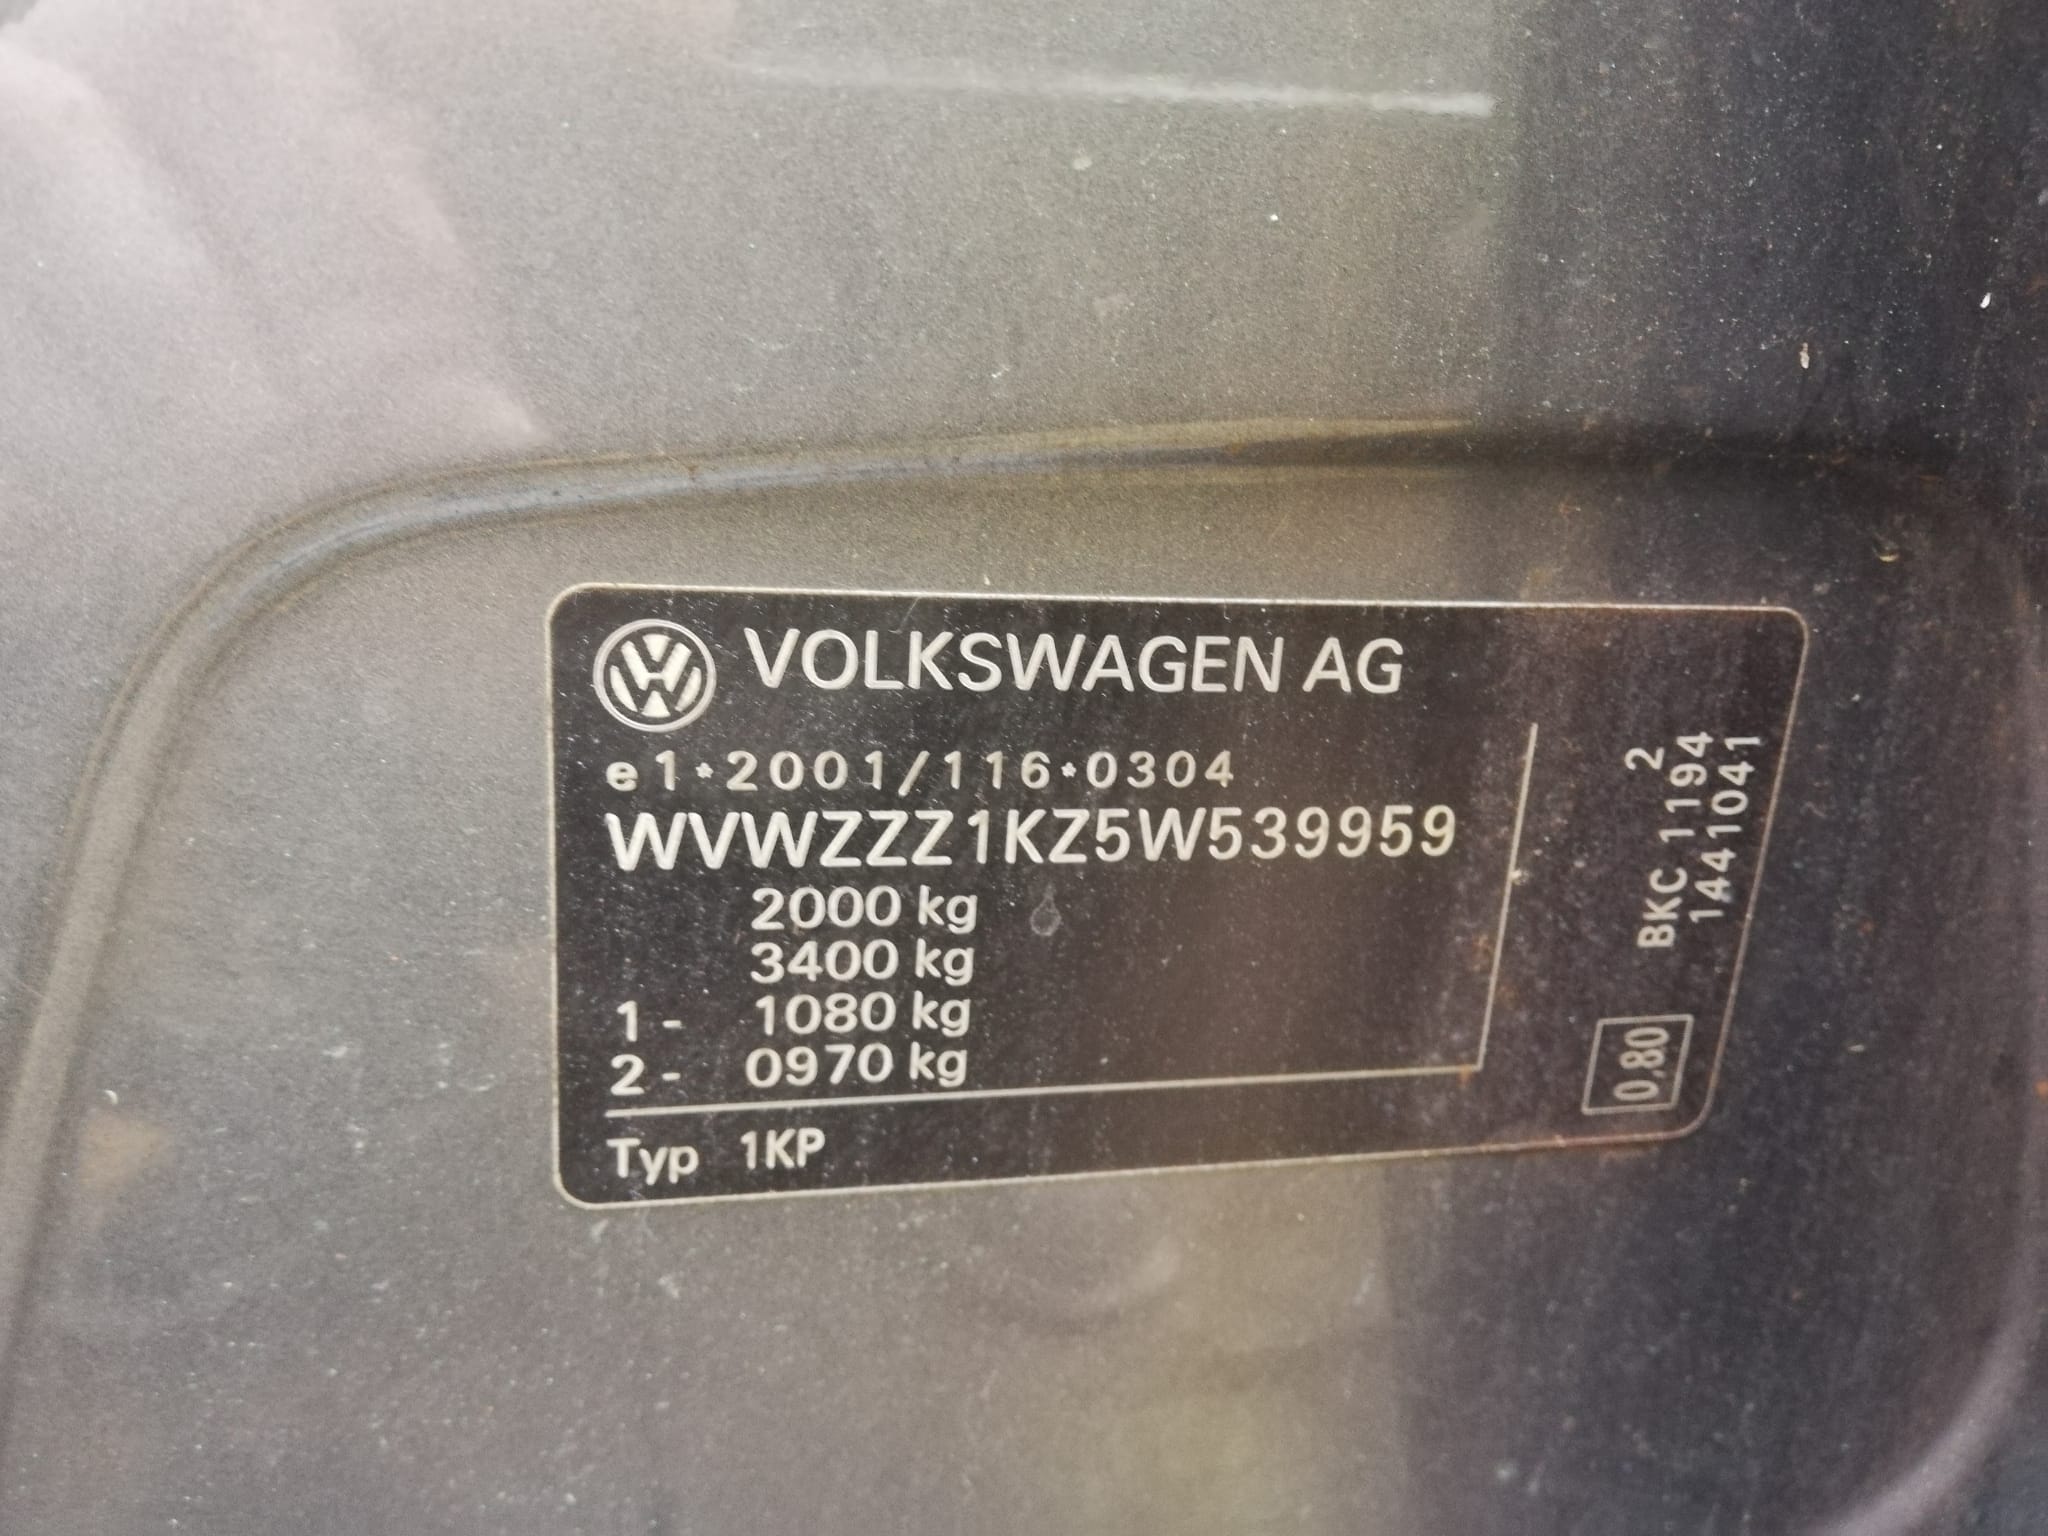 VOLKSWAGEN AG
e1*2001/116*0304
WVWZZZ1KZ5W539959
2000 kg
3400 kg
1- 1080 kg
2- 0970 kg
Typ 1KP
2
BKC 1194
1441041
0,80